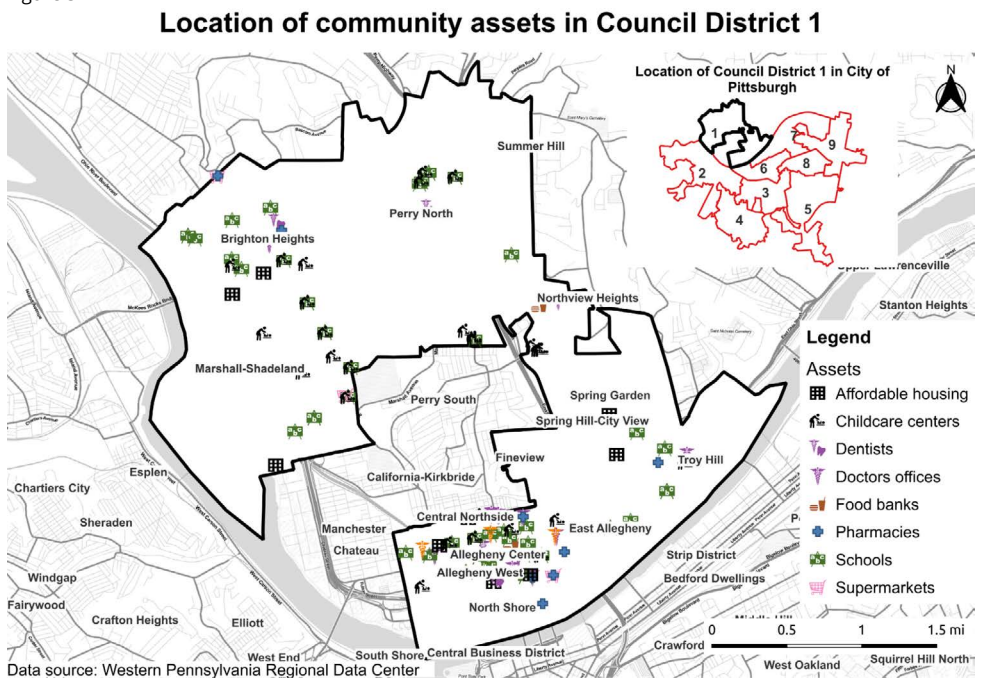 Location of community assets in Council District 1
Location of Council District 1 in City of
Pittsburgh
N
1
2
3
4
5
6
7
8
9
Summer Hill
Perry North
Brighton Heights
Northview Heights
Upper Lawrenceville
Stanton Heights
Marshall-Shadeland
Perry South
Spring Garden
Spring Hill-City View
Fineview
Troy Hill
Esplen
Chartiers City
California-Kirkbride
Sheraden
Manchester
Central Northside
East Allegheny
Chateau
Allegheny Center
Strip District
Allegheny West
Bedford Dwellings
Windgap
Fairywood
North Shore
Crafton Heights
Elliott
West End
South Shore
Central Business District
Crawford
West Oakland
Squirrel Hill North
Legend
Assets
Affordable housing
Childcare centers
Dentists
Doctors offices
Food banks
Pharmacies
Schools
Supermarkets
0 0.5 1 1.5 mi
Data source: Western Pennsylvania Regional Data Center